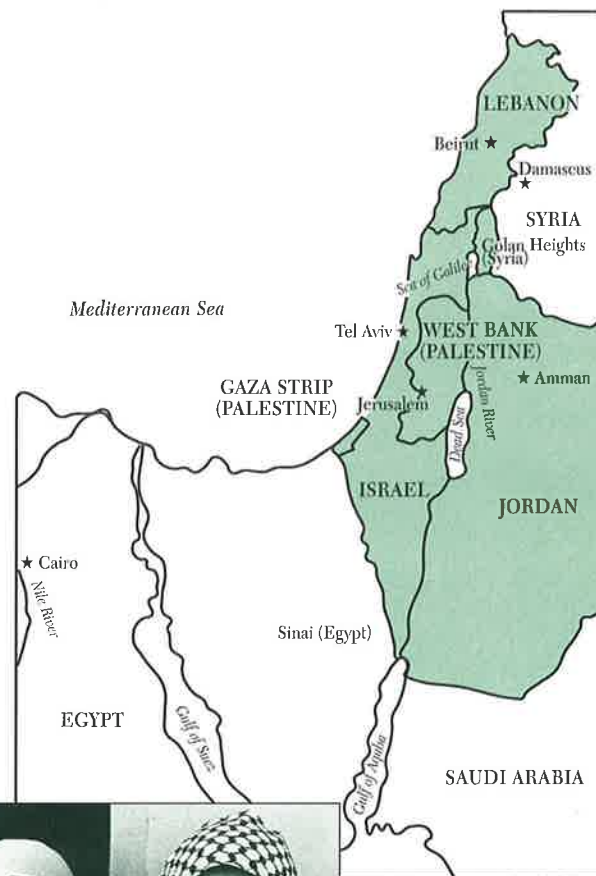 LEBANON
Beirut
Damascus
SYRIA
Golan Heights
(Syria)
Sea of Galilee
Mediterranean Sea
Tel Aviv
WEST BANK
(PALESTINE)
GAZA STRIP
(PALESTINE)
Amman
Jerusalem
Jordan River
Dead Sea
ISRAEL
JORDAN
Cairo
Nile River
Sinai (Egypt)
EGYPT
Gulf of Suez
Gulf of Aqaba
SAUDI ARABIA